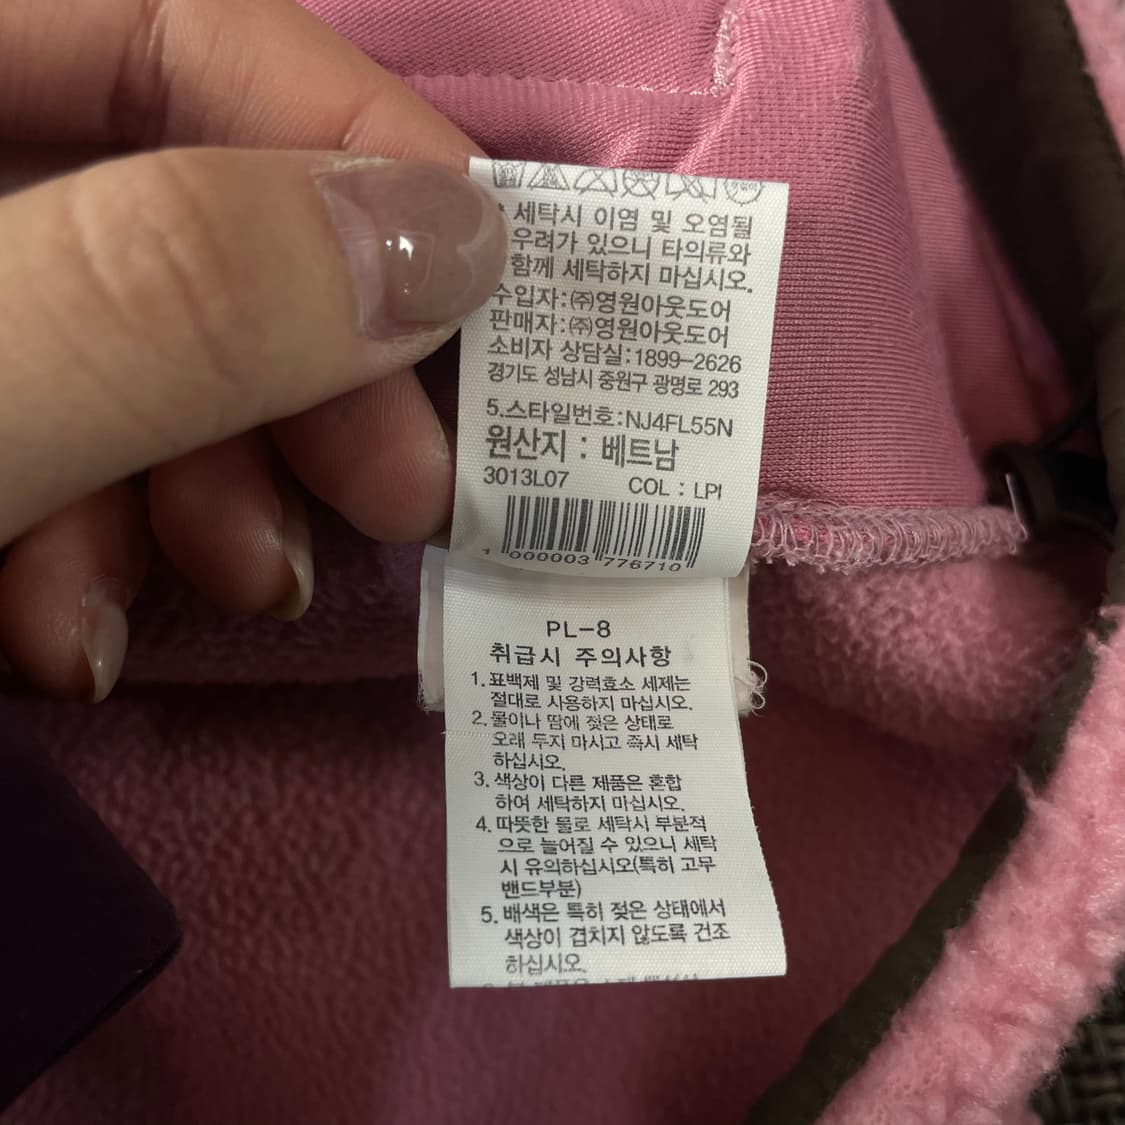 세탁시 이염 및 오염될
우려가 있으니 타의류와
함께 세탁하지 마십시오.
수입자:㈜영원아웃도어
판매자:㈜영원아웃도어
소비자 상담실:1899-2626
경기도 성남시 중원구 광명로 293
5.스타일번호:NJ4FL55N
원산지 : 베트남
3013L07 COL : LPI
1 000003 776710
PL-8
취급시 주의사항
1. 표백제 및 강력효소 세제는
절대로 사용하지 마십시오.
2. 물이나 땀에 젖은 상태로
오래 두지 마시고 즉시 세탁
하십시오.
3. 색상이 다른 제품은 혼합
하여 세탁하지 마십시오.
4. 따뜻한 물로 세탁시 부분적
으로 늘어질 수 있으니 세탁
시 유의하십시오(특히 고무
밴드부분)
5. 배색은 특히 젖은 상태에서
색상이 겹치지 않도록 건조
하십시오.